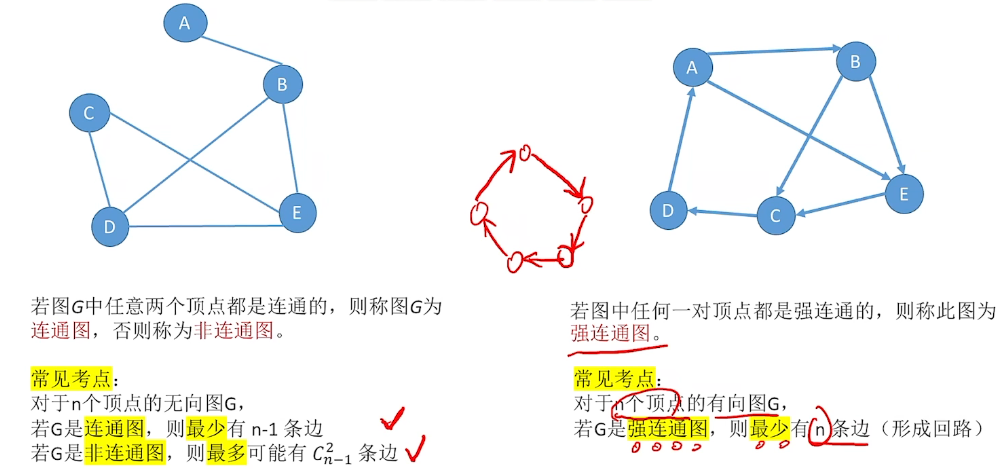 A
B
C
D
E
A
B
C
D
E
若图G中任意两个顶点都是连通的，则称图G为
连通图，否则称为非连通图。
常见考点：
对于n个顶点的无向图G，
若G是连通图，则最少有 n-1 条边
若G是非连通图，则最多可能有 $C_{n-1}^{2}$ 条边
若图中任何一对顶点都是强连通的，则称此图为
强连通图。
常见考点：
对于n个顶点的有向图G，
若G是强连通图，则最少有 n 条边（形成回路）